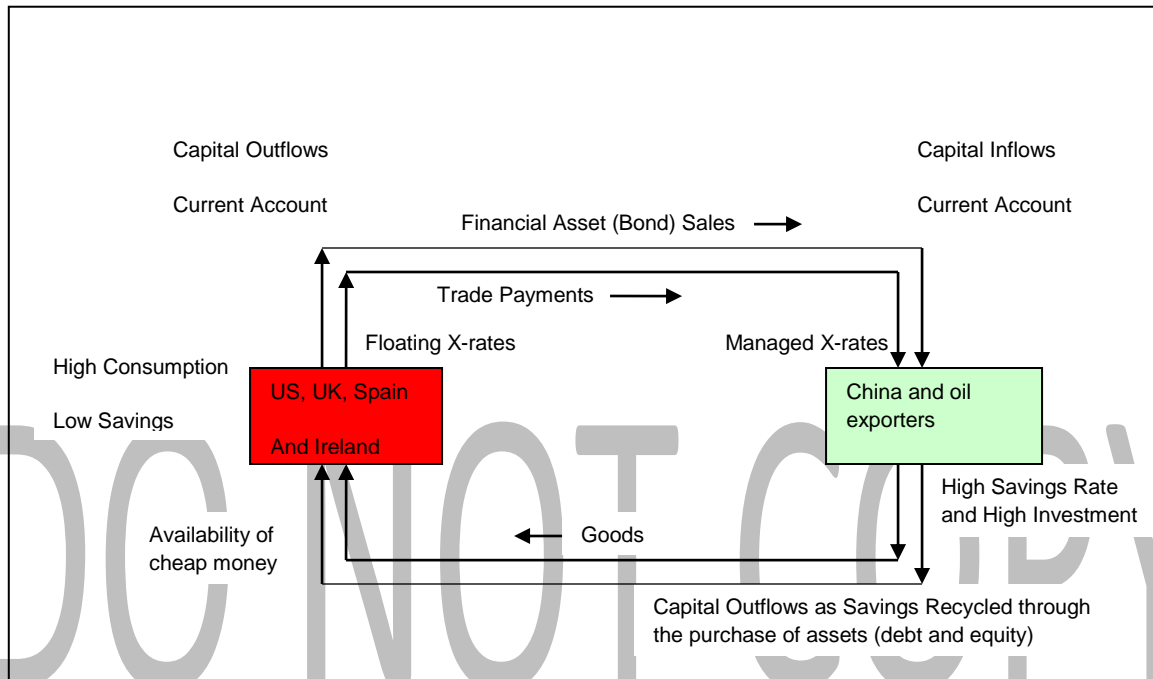 Capital Outflows
Current Account
Capital Inflows
Current Account
Financial Asset (Bond) Sales
Trade Payments
Floating X-rates
Managed X-rates
High Consumption
Low Savings
US, UK, Spain
And Ireland
China and oil
exporters
High Savings Rate
and High Investment
Availability of
cheap money
Goods
Capital Outflows as Savings Recycled through
the purchase of assets (debt and equity)
DO NOT COPY